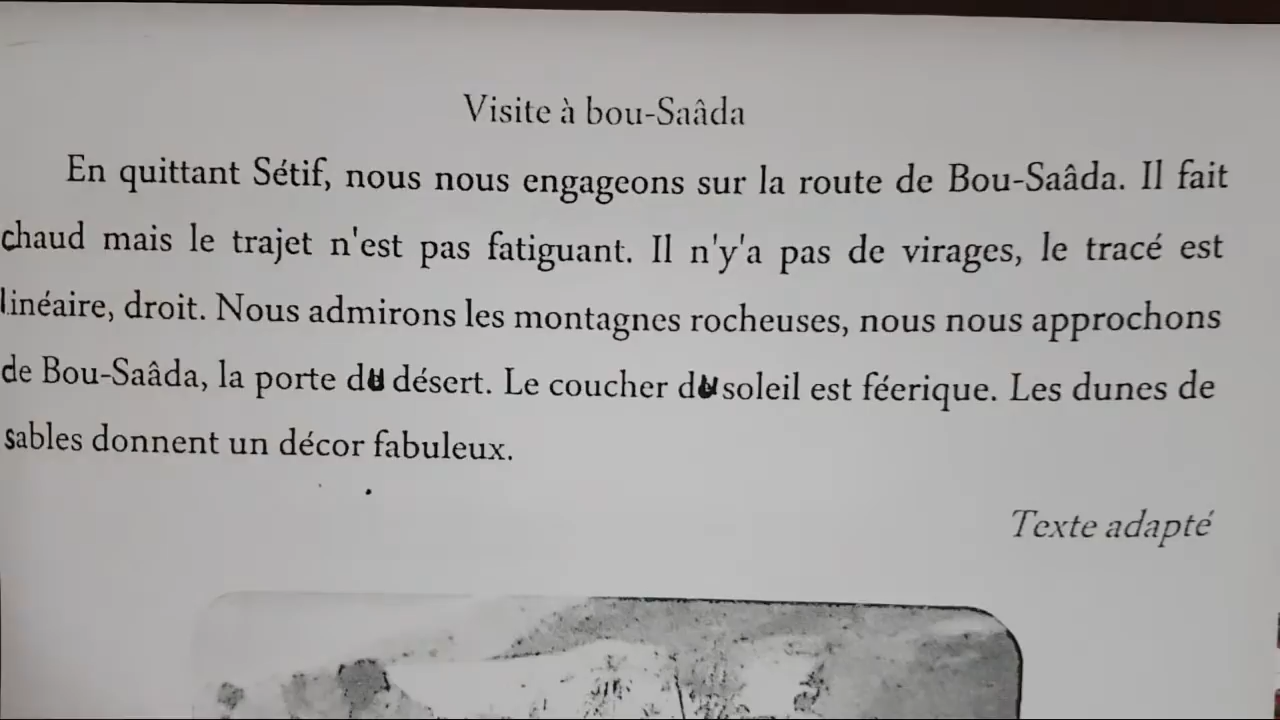 Visite à bou-Saâda
En quittant Sétif, nous nous engageons sur la route de Bou-Saâda. Il fait
chaud mais le trajet n'est pas fatiguant. Il n'y'a pas de virages, le tracé est
linéaire, droit. Nous admirons les montagnes rocheuses, nous nous approchons
de Bou-Saâda, la porte du désert. Le coucher du soleil est féerique. Les dunes de
sables donnent un décor fabuleux.
Texte adapté